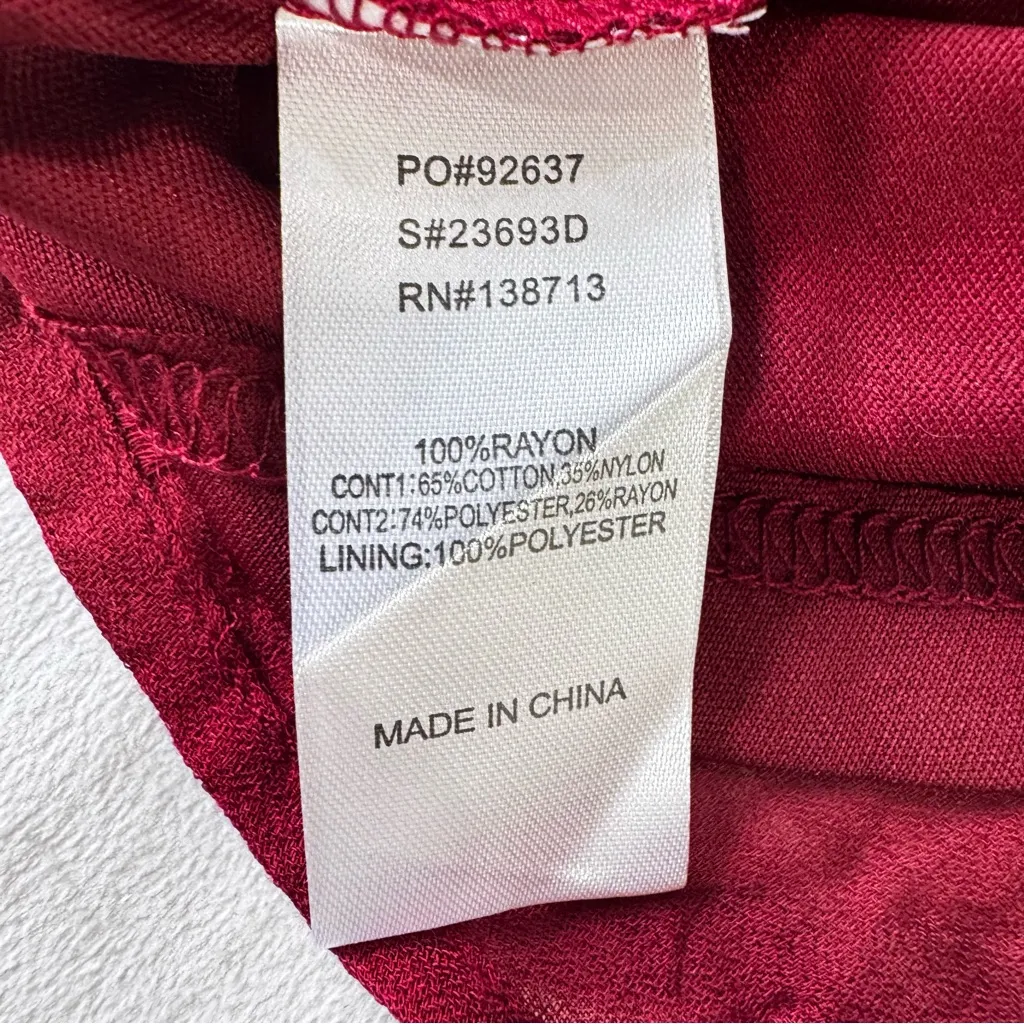 PO#92637
S#23693D
RN#138713
100%RAYON
CONT1:65%COTTON,35%NYLON
CONT2:74%POLYESTER,26%RAYON
LINING:100%POLYESTER
MADE IN CHINA